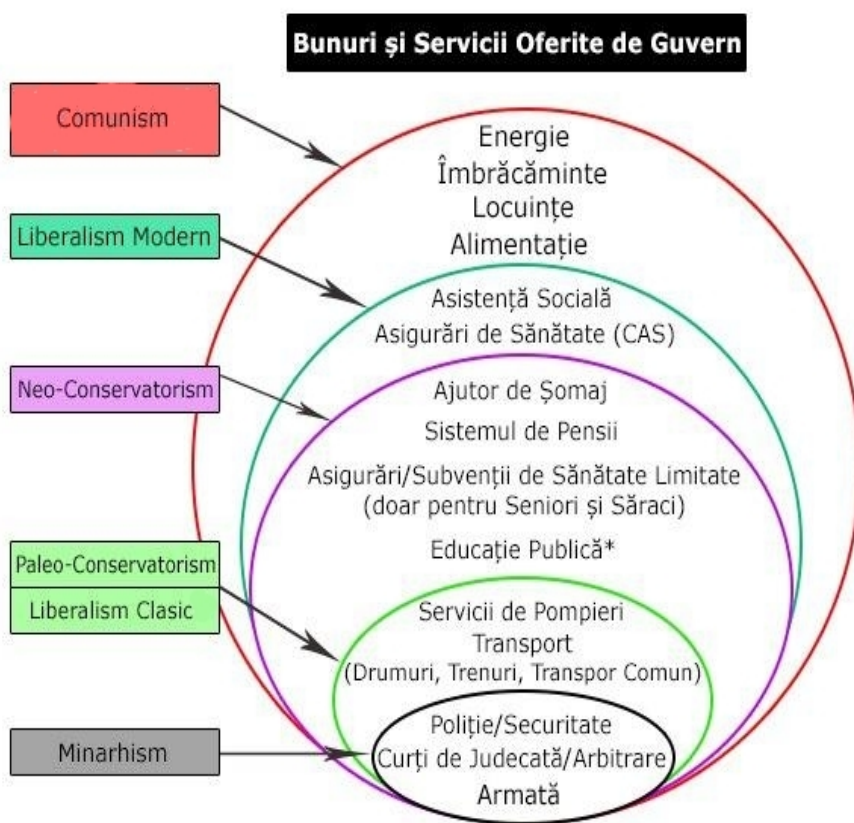 Bunuri și Servicii Oferite de Guvern
Comunism
Energie
Îmbrăcăminte
Locuințe
Alimentație
Liberalism Modern
Asistență Socială
Asigurări de Sănătate (CAS)
Neo-Conservatorism
Ajutor de Șomaj
Sistemul de Pensii
Asigurări/Subvenții de Sănătate Limitate
(doar pentru Seniori și Săraci)
Educație Publică*
Paleo-Conservatorism
Liberalism Clasic
Servicii de Pompieri
Transport
(Drumuri, Trenuri, Transpor Comun)
Minarhism
Poliție/Securitate
Curți de Judecată/Arbitrare
Armată